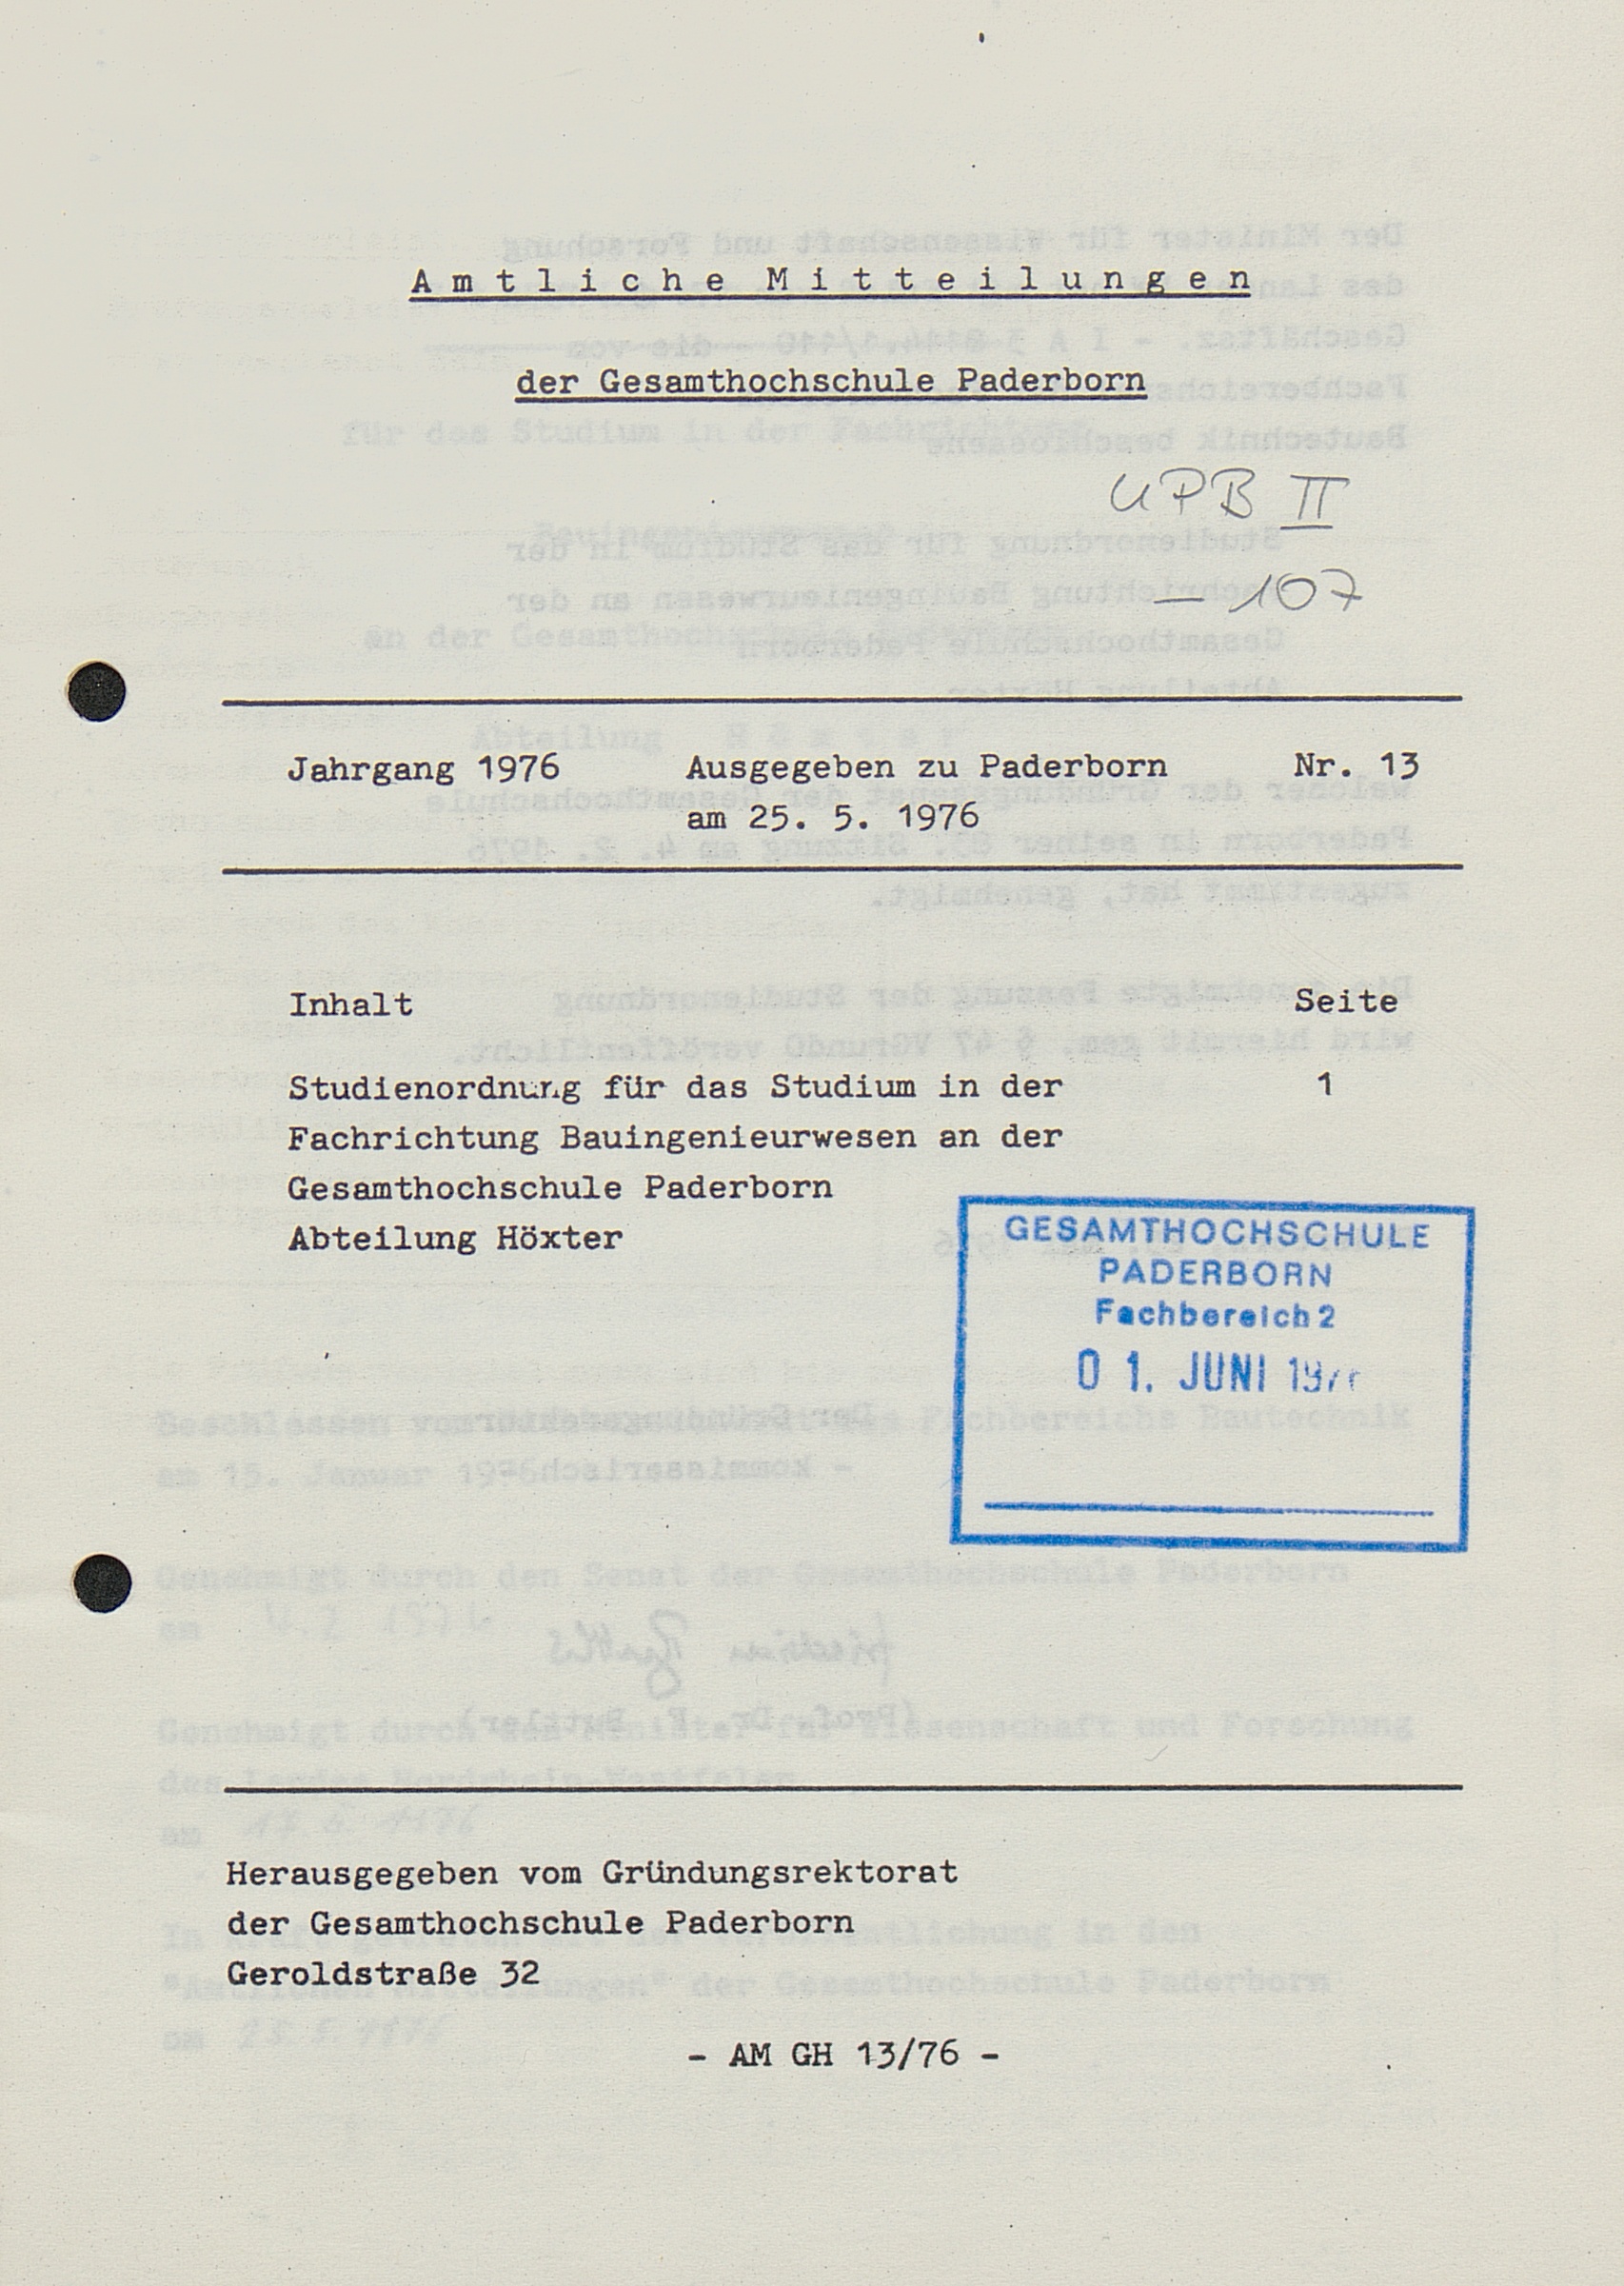 Amtliche Mitteilungen
der Gesamthochschule Paderborn
UPB II
— 107
Jahrgang 1976 Ausgegeben zu Paderborn Nr. 13
am 25. 5. 1976
Inhalt Seite
Studienordnung für das Studium in der 1
Fachrichtung Bauingenieurwesen an der
Gesamthochschule Paderborn
Abteilung Höxter
GESAMTHOCHSCHULE
PADERBORN
Fachbereich 2
01. JUNI
Herausgegeben vom Gründungsrektorat
der Gesamthochschule Paderborn
Geroldstraße 32
- AM GH 13/76 -